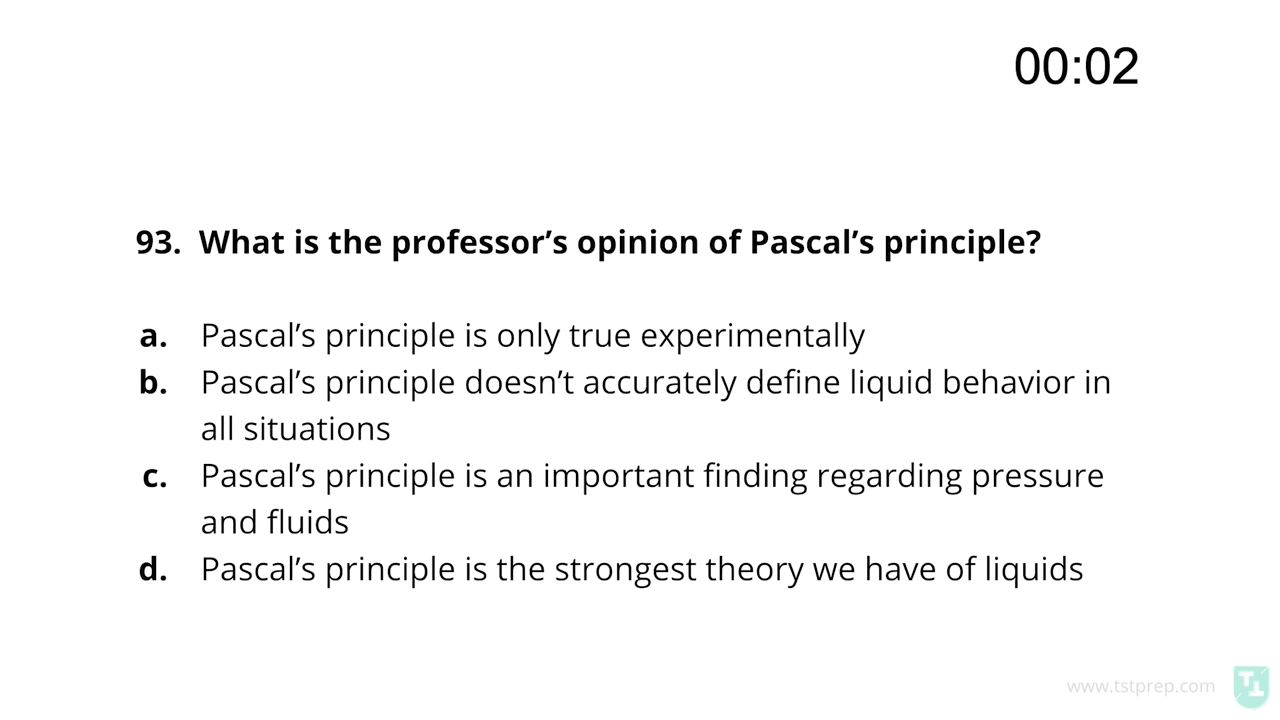 00:02
93. What is the professor’s opinion of Pascal’s principle?
a. Pascal’s principle is only true experimentally
b. Pascal’s principle doesn’t accurately define liquid behavior in
all situations
c. Pascal’s principle is an important finding regarding pressure
and fluids
d. Pascal’s principle is the strongest theory we have of liquids
www.tstprep.com